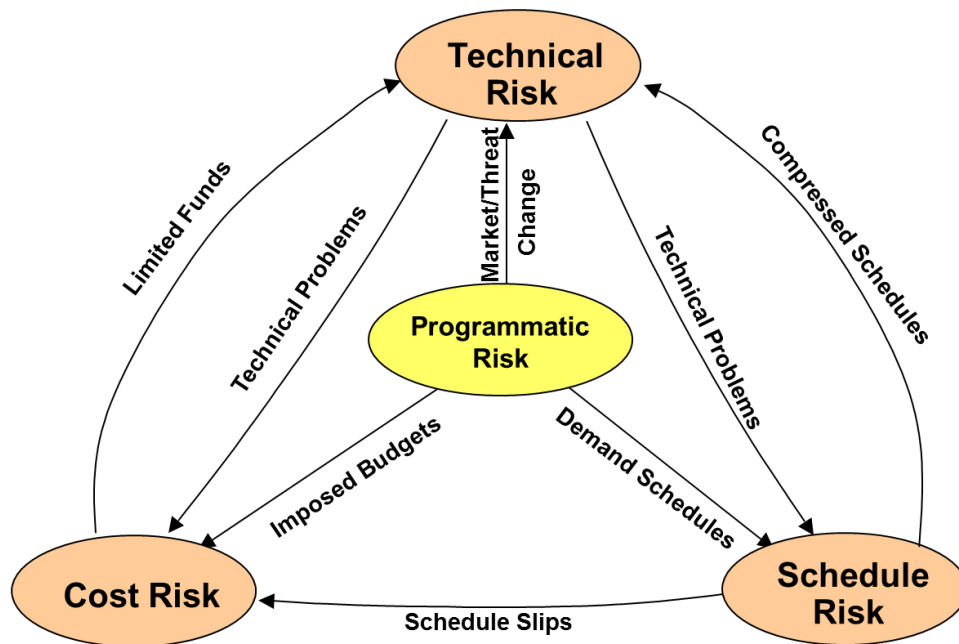 Technical
Risk
Limited Funds
Technical Problems
Market/Threat
Change
Technical Problems
Compressed Schedules
Programmatic
Risk
Imposed Budgets
Demand Schedules
Cost Risk
Schedule Slips
Schedule
Risk